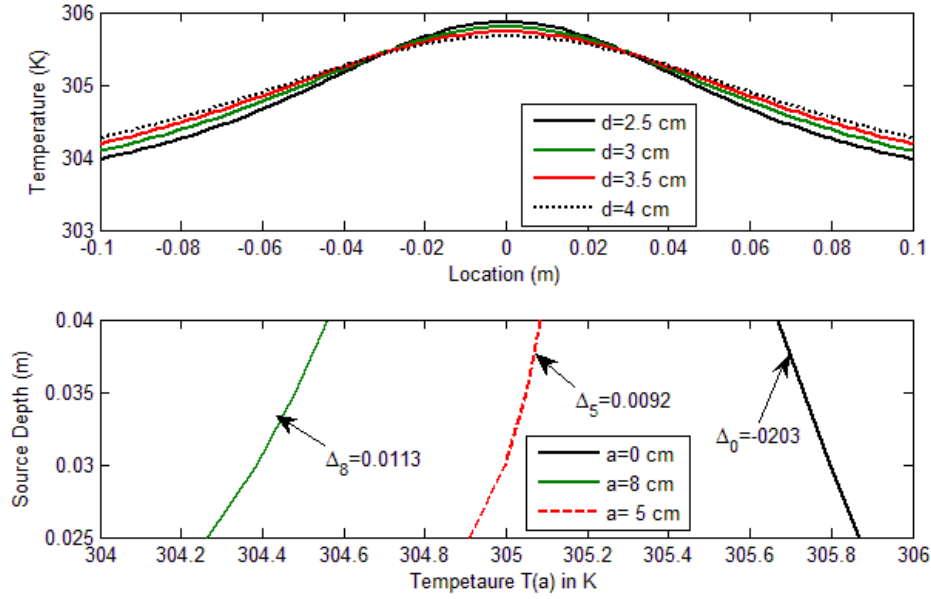 306
305
304
303
Temperature (K)
d=2.5 cm
d=3 cm
d=3.5 cm
d=4 cm
-0.1 -0.08 -0.06 -0.04 -0.02 0 0.02 0.04 0.06 0.08 0.1
Location (m)
0.04
0.035
0.03
0.025
Source Depth (m)
Δ8=0.0113
Δ5=0.0092
Δ0=-0203
a=0 cm
a=8 cm
a= 5 cm
304 304.2 304.4 304.6 304.8 305 305.2 305.4 305.6 305.8 306
Tempetaure T(a) in K